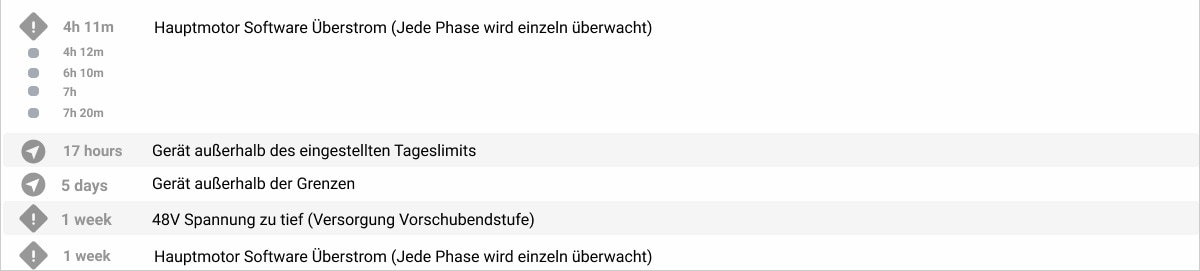 4h 11m Hauptmotor Software Überstrom (Jede Phase wird einzeln überwacht)
4h 12m
6h 10m
7h
7h 20m
17 hours Gerät außerhalb des eingestellten Tageslimits
5 days Gerät außerhalb der Grenzen
1 week 48V Spannung zu tief (Versorgung Vorschubendstufe)
1 week Hauptmotor Software Überstrom (Jede Phase wird einzeln überwacht)